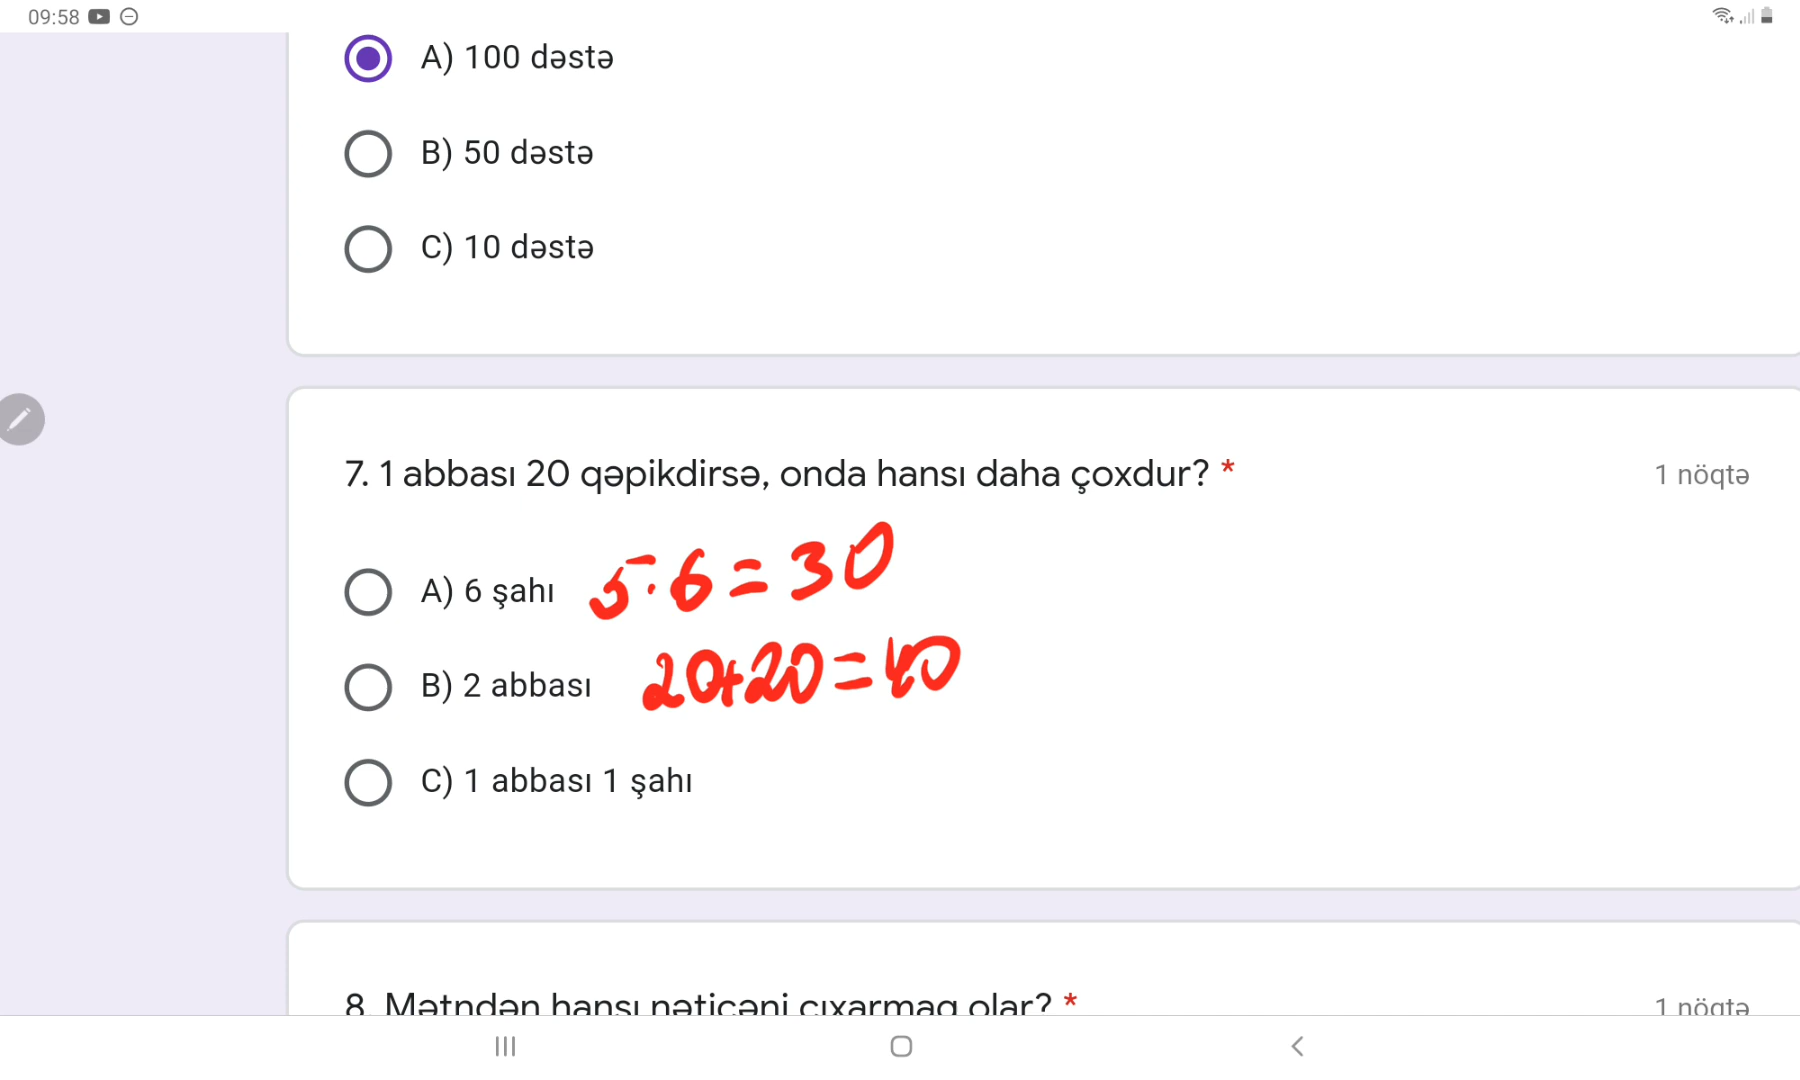 09:58
A) 100 dəstə
B) 50 dəstə
C) 10 dəstə
7. 1 abbası 20 qəpikdirsə, onda hansı daha çoxdur? *
1 nöqtə
A) 6 şahı
5·6=30
B) 2 abbası
20+20=40
C) 1 abbası 1 şahı
8. Mətndən hansı nəticəni çıxarmaq olar? *
1 nöqtə